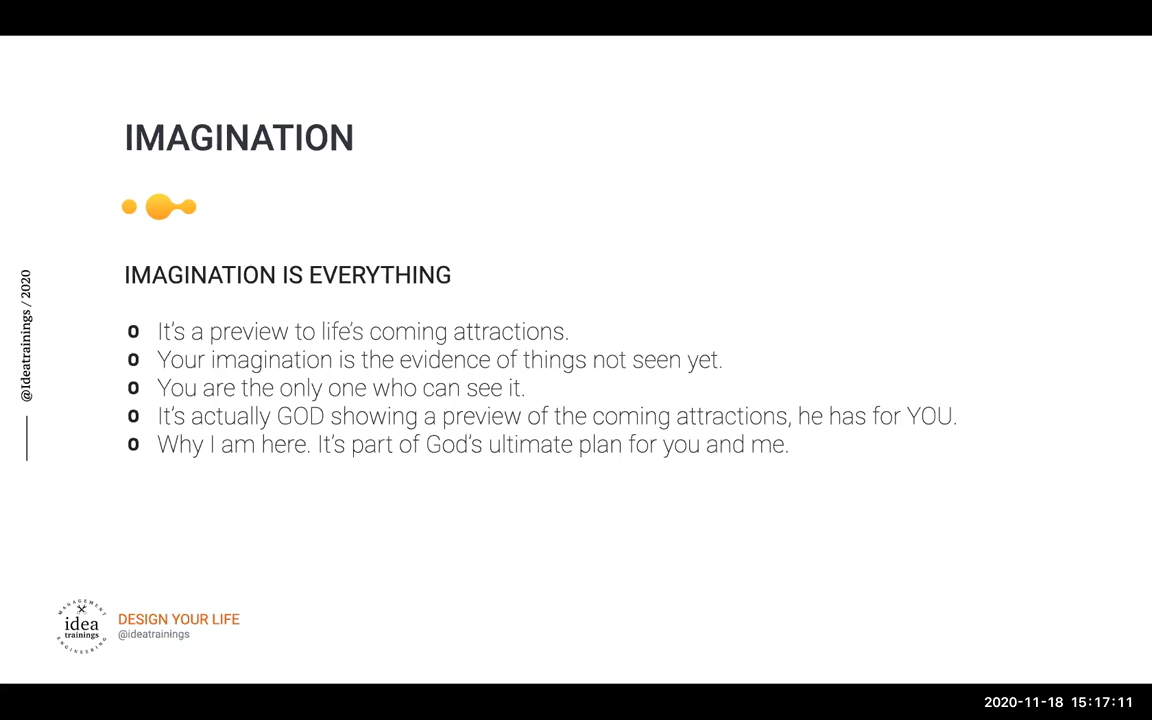 IMAGINATION
IMAGINATION IS EVERYTHING
o It's a preview to life's coming attractions.
o Your imagination is the evidence of things not seen yet.
o You are the only one who can see it.
o It's actually GOD showing a preview of the coming attractions, he has for YOU.
o Why I am here. It's part of God's ultimate plan for you and me.
@Ideatrainings / 2020
MANAGEMENT
idea
trainings
ENGINEERING
DESIGN YOUR LIFE
@ideatrainings
2020-11-18 15:17:11